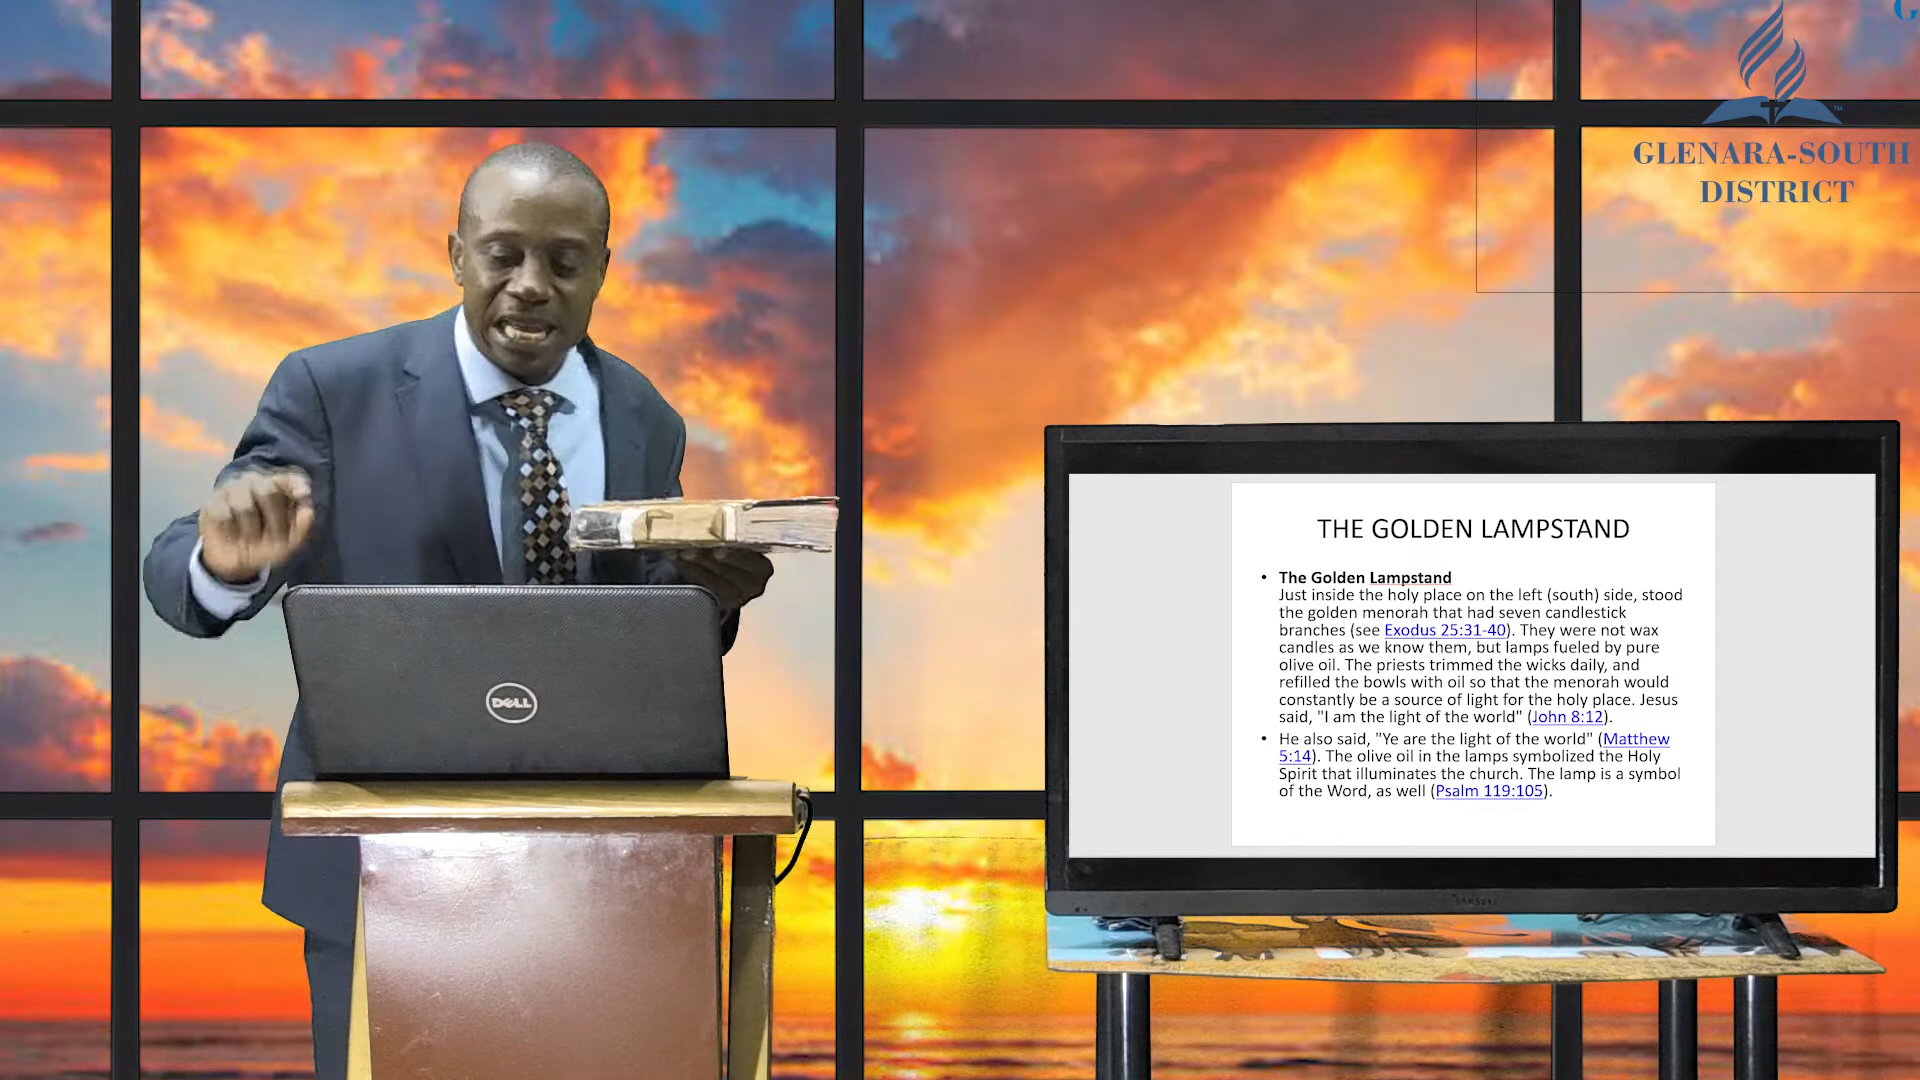 G
GLENARA-SOUTH
DISTRICT
THE GOLDEN LAMPSTAND
• The Golden Lampstand
Just inside the holy place on the left (south) side, stood
the golden menorah that had seven candlestick
branches (see Exodus 25:31-40). They were not wax
candles as we know them, but lamps fueled by pure
olive oil. The priests trimmed the wicks daily, and
refilled the bowls with oil so that the menorah would
constantly be a source of light for the holy place. Jesus
said, "I am the light of the world" (John 8:12).
• He also said, "Ye are the light of the world" (Matthew
5:14). The olive oil in the lamps symbolized the Holy
Spirit that illuminates the church. The lamp is a symbol
of the Word, as well (Psalm 119:105).
DELL
SAMSUNG